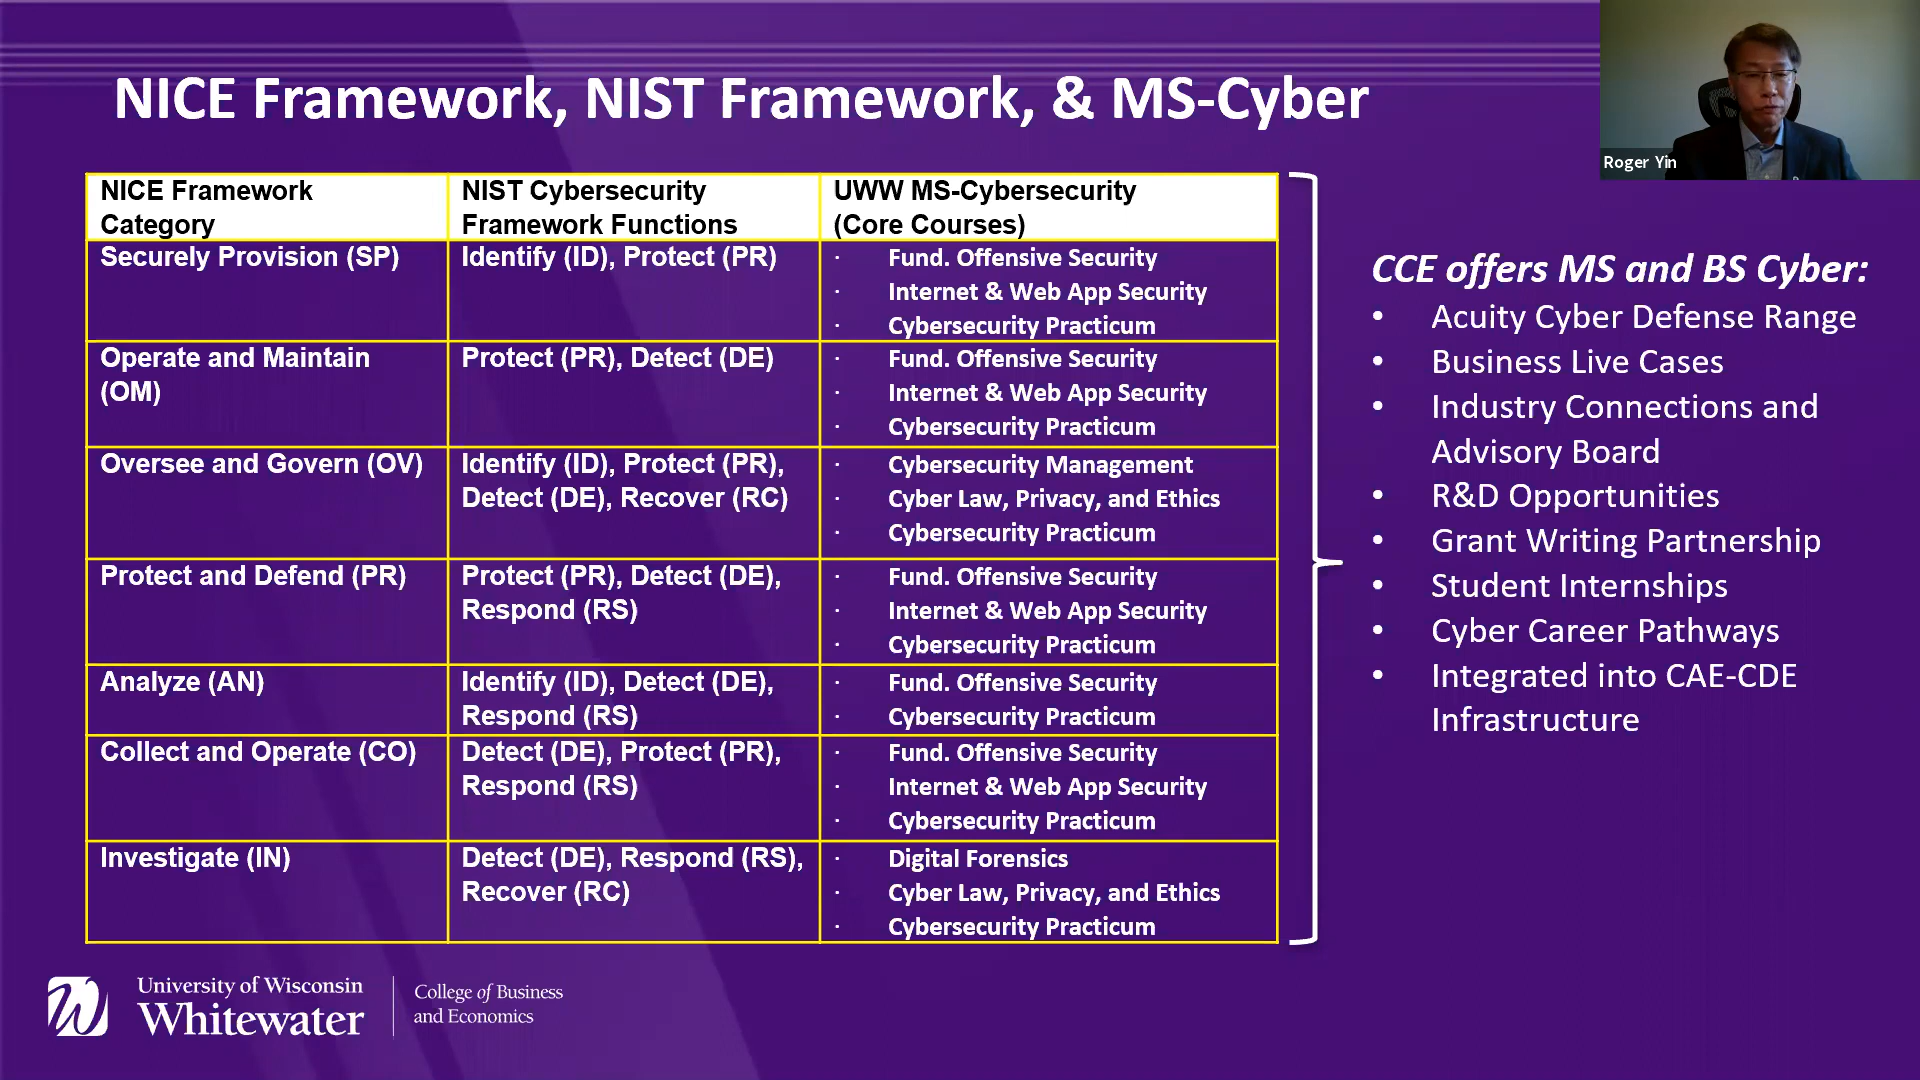 NICE Framework, NIST Framework, & MS-Cyber
Roger Yin
NICE Framework
Category
NIST Cybersecurity
Framework Functions
UWW MS-Cybersecurity
(Core Courses)
Securely Provision (SP)
Identify (ID), Protect (PR)
· Fund. Offensive Security
· Internet & Web App Security
· Cybersecurity Practicum
Operate and Maintain
(OM)
Protect (PR), Detect (DE)
· Fund. Offensive Security
· Internet & Web App Security
· Cybersecurity Practicum
Oversee and Govern (OV)
Identify (ID), Protect (PR),
Detect (DE), Recover (RC)
· Cybersecurity Management
· Cyber Law, Privacy, and Ethics
· Cybersecurity Practicum
Protect and Defend (PR)
Protect (PR), Detect (DE),
Respond (RS)
· Fund. Offensive Security
· Internet & Web App Security
· Cybersecurity Practicum
Analyze (AN)
Identify (ID), Detect (DE),
Respond (RS)
· Fund. Offensive Security
· Cybersecurity Practicum
Collect and Operate (CO)
Detect (DE), Protect (PR),
Respond (RS)
· Fund. Offensive Security
· Internet & Web App Security
· Cybersecurity Practicum
Investigate (IN)
Detect (DE), Respond (RS),
Recover (RC)
· Digital Forensics
· Cyber Law, Privacy, and Ethics
· Cybersecurity Practicum
CCE offers MS and BS Cyber:
• Acuity Cyber Defense Range
• Business Live Cases
• Industry Connections and
Advisory Board
• R&D Opportunities
• Grant Writing Partnership
• Student Internships
• Cyber Career Pathways
• Integrated into CAE-CDE
Infrastructure
University of Wisconsin
Whitewater
College of Business
and Economics